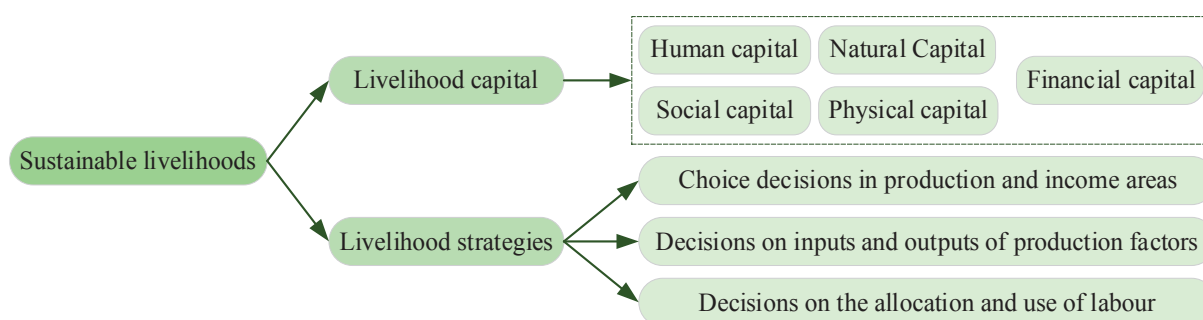 Sustainable livelihoods
Livelihood capital
Human capital
Natural Capital
Social capital
Physical capital
Financial capital
Livelihood strategies
Choice decisions in production and income areas
Decisions on inputs and outputs of production factors
Decisions on the allocation and use of labour